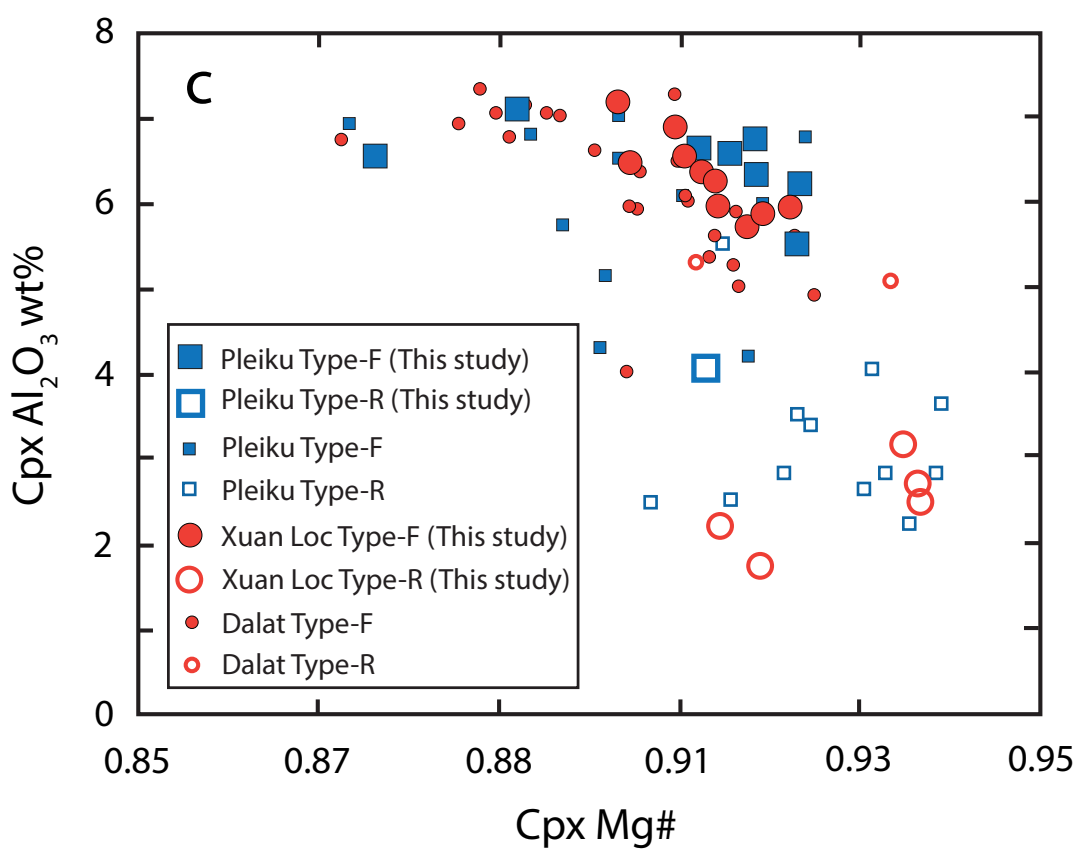 C
8
6
4
2
0
Cpx Al₂O₃ wt%
Pleiku Type-F (This study)
Pleiku Type-R (This study)
Pleiku Type-F
Pleiku Type-R
Xuan Loc Type-F (This study)
Xuan Loc Type-R (This study)
Dalat Type-F
Dalat Type-R
0.85 0.87 0.88 0.91 0.93 0.95
Cpx Mg#